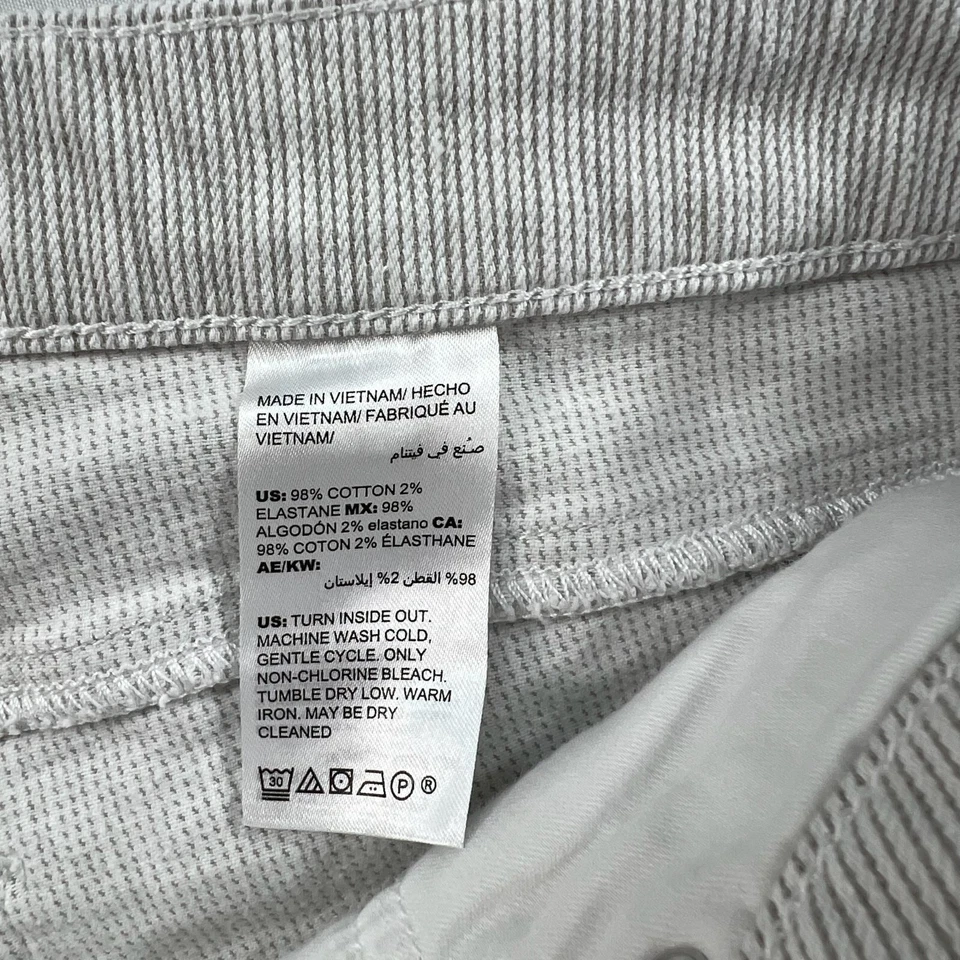 MADE IN VIETNAM/ HECHO
EN VIETNAM/ FABRIQUÉ AU
VIETNAM/
صُنع في فيتنام
US: 98% COTTON 2%
ELASTANE MX: 98%
ALGODÓN 2% elastano CA:
98% COTON 2% ÉLASTHANE
AE/KW:
98% القطن 2% إيلاستان
US: TURN INSIDE OUT.
MACHINE WASH COLD,
GENTLE CYCLE. ONLY
NON-CHLORINE BLEACH.
TUMBLE DRY LOW. WARM
IRON. MAY BE DRY
CLEANED
30 P ®